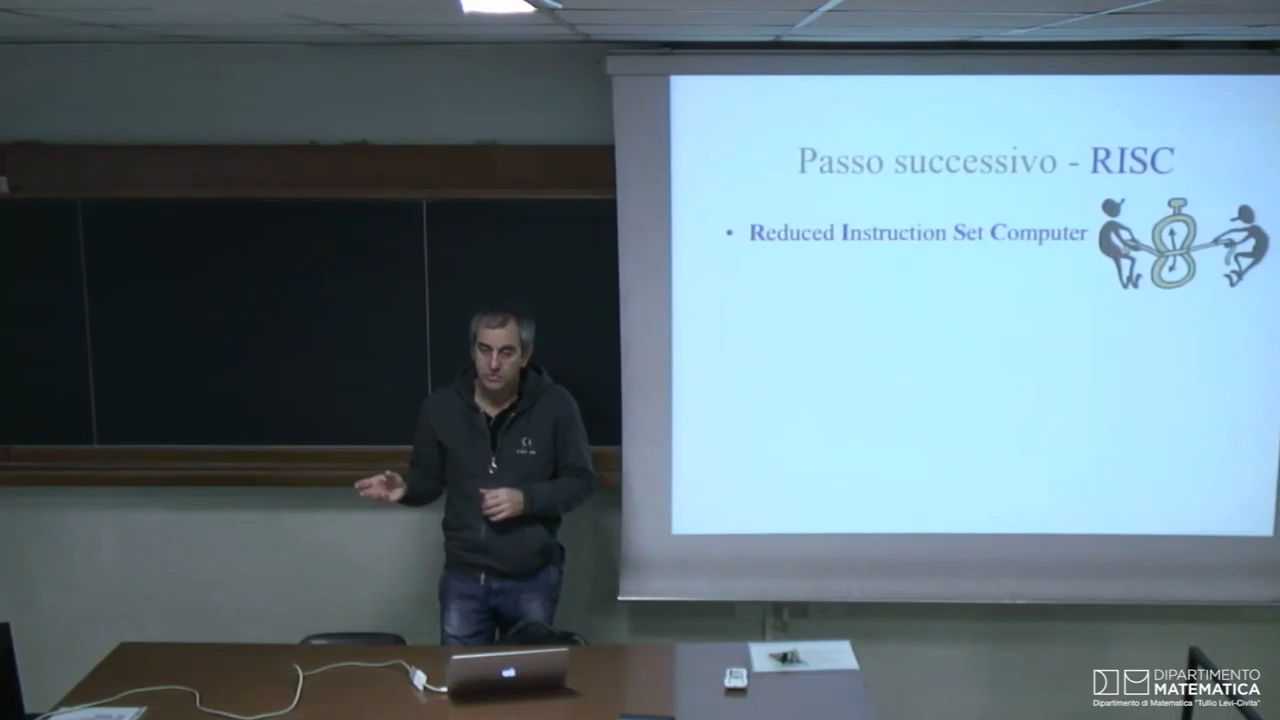 Passo successivo - RISC
• Reduced Instruction Set Computer
DIPARTIMENTO
MATEMATICA
Dipartimento di Matematica "Tullio Levi-Civita"